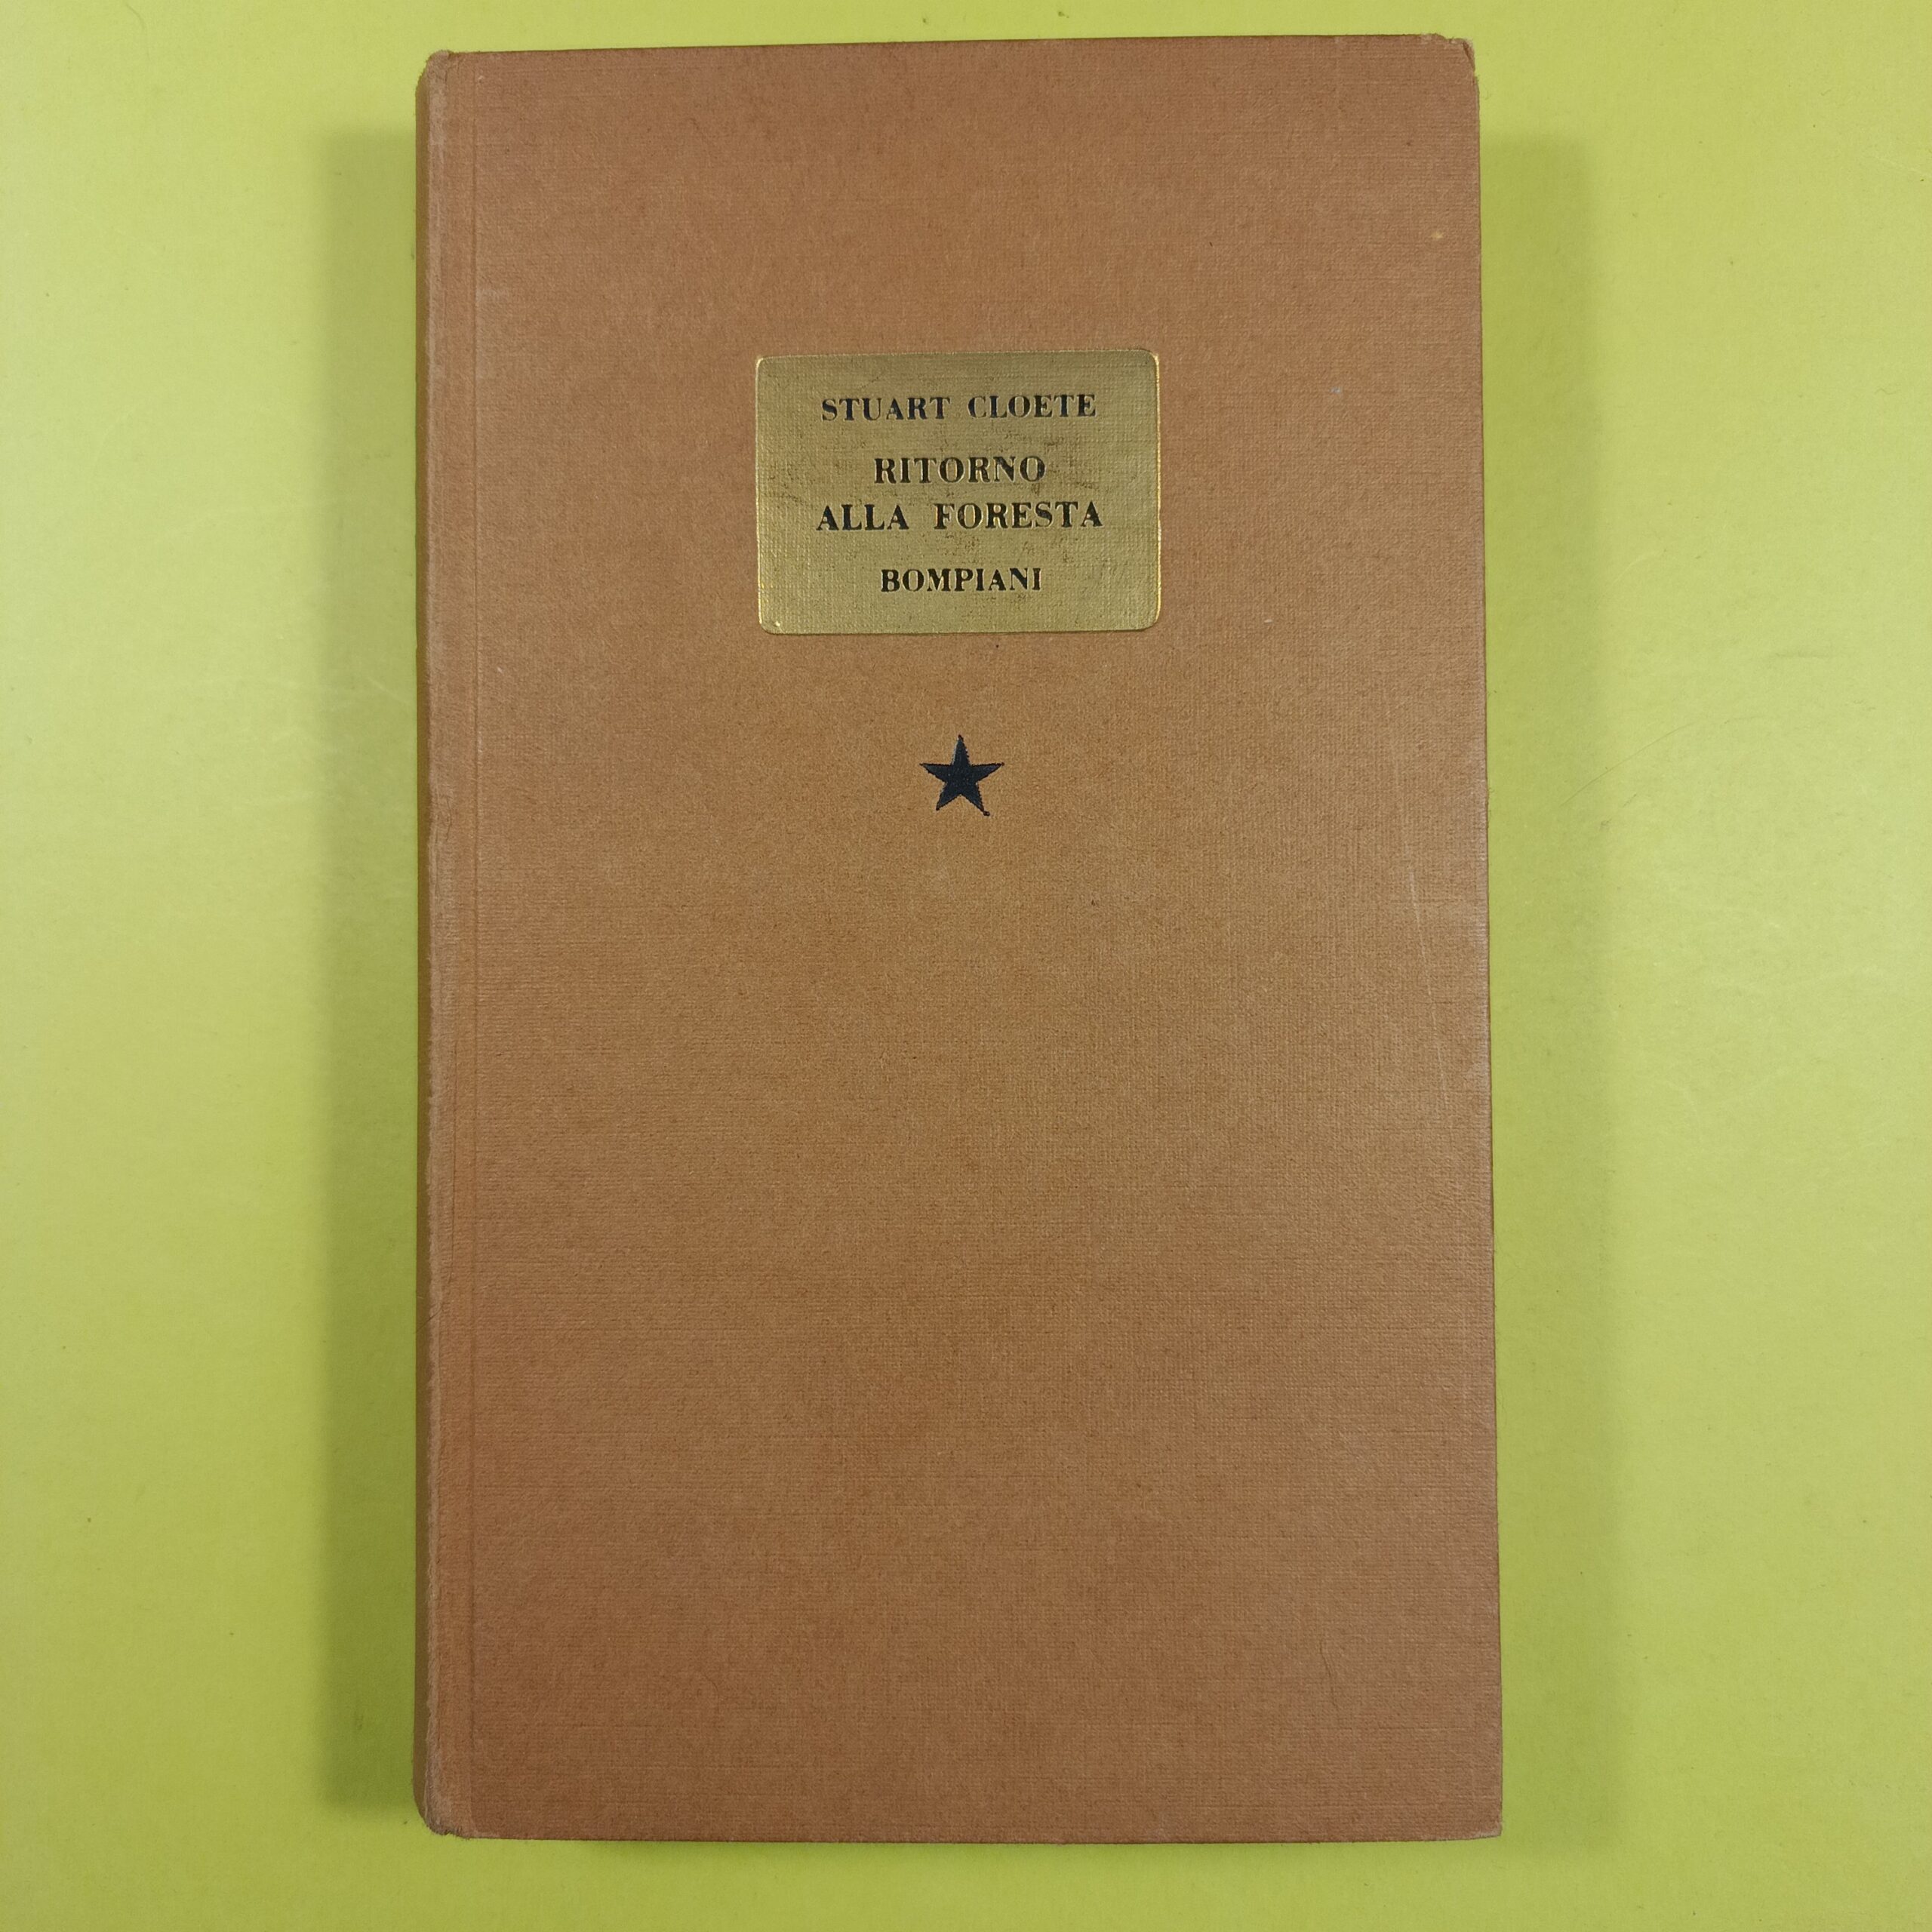 STUART CLOETE
RITORNO
ALLA FORESTA
BOMPIANI